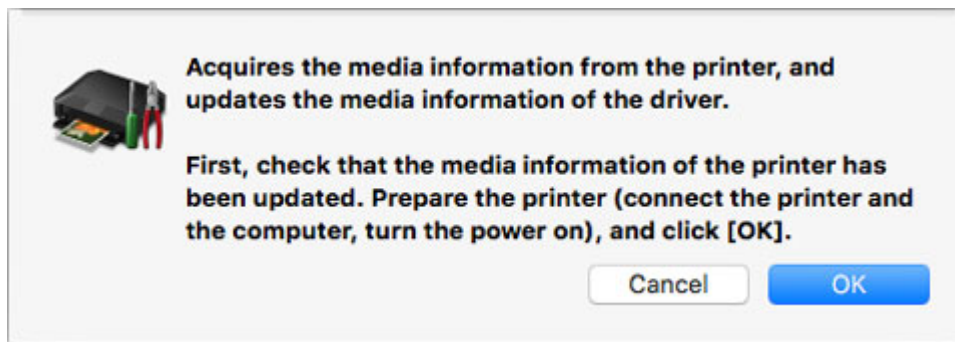 Acquires the media information from the printer, and
updates the media information of the driver.
First, check that the media information of the printer has
been updated. Prepare the printer (connect the printer and
the computer, turn the power on), and click [OK].
Cancel OK